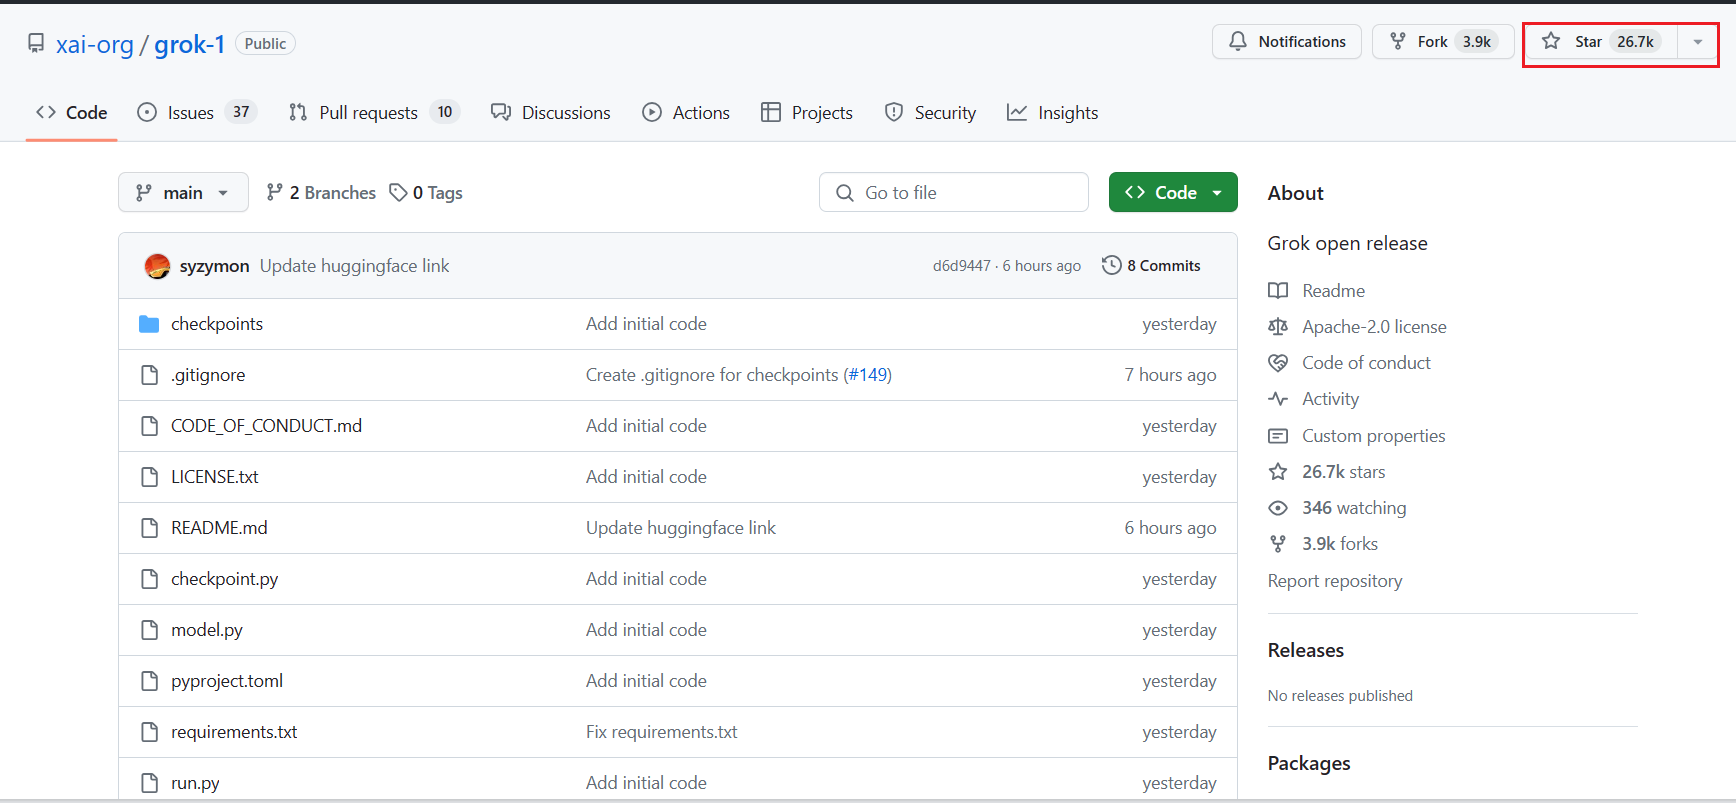 xai-org / grok-1 Public
Notifications Fork 3.9k Star 26.7k
Code Issues 37 Pull requests 10 Discussions Actions Projects Security Insights
main 2 Branches 0 Tags Go to file Code
syzymon Update huggingface link d6d9447 · 6 hours ago 8 Commits
checkpoints Add initial code yesterday
.gitignore Create .gitignore for checkpoints (#149) 7 hours ago
CODE_OF_CONDUCT.md Add initial code yesterday
LICENSE.txt Add initial code yesterday
README.md Update huggingface link 6 hours ago
checkpoint.py Add initial code yesterday
model.py Add initial code yesterday
pyproject.toml Add initial code yesterday
requirements.txt Fix requirements.txt yesterday
run.py Add initial code yesterday
About
Grok open release
Readme
Apache-2.0 license
Code of conduct
Activity
Custom properties
26.7k stars
346 watching
3.9k forks
Report repository
Releases
No releases published
Packages